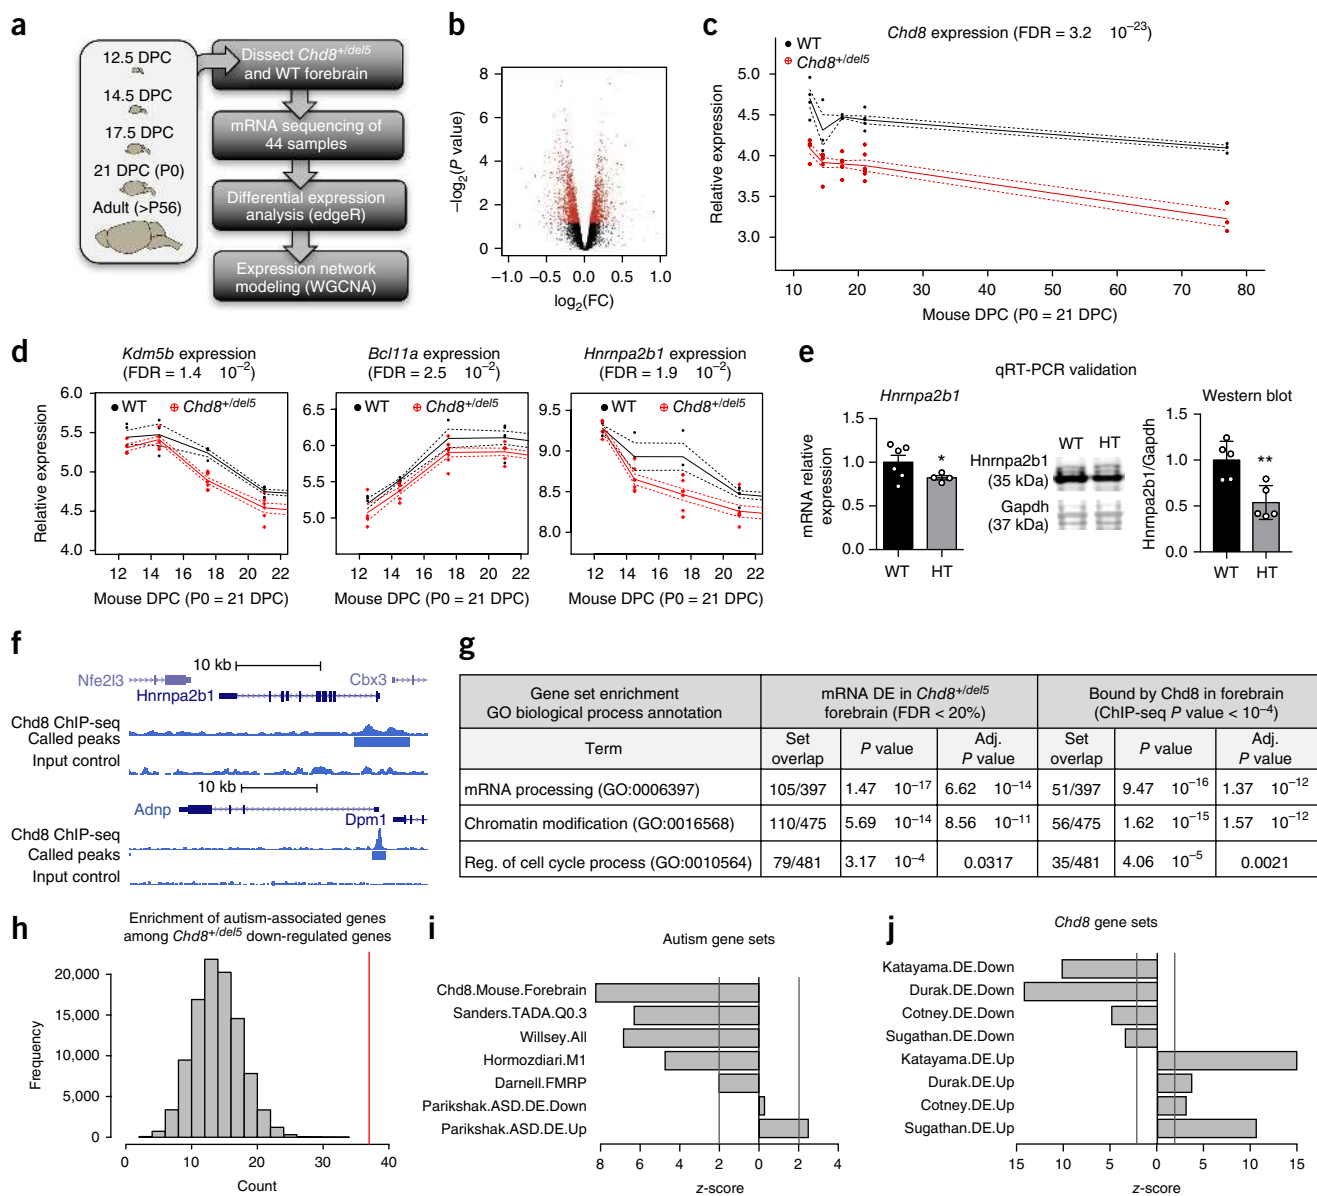 a
12.5 DPC
14.5 DPC
17.5 DPC
21 DPC (P0)
Adult (>P56)
Dissect Chd8+/del5
and WT forebrain
mRNA sequencing of
44 samples
Differential expression
analysis (edgeR)
Expression network
modeling (WGCNA)
b
–log2(P value)
8
6
4
2
0
–1.0 –0.5 0.0 0.5 1.0
log2(FC)
c
Chd8 expression (FDR = 3.2 10–23)
WT
Chd8+/del5
Relative expression
5.0
4.5
4.0
3.5
3.0
10 20 30 40 50 60 70 80
Mouse DPC (P0 = 21 DPC)
d
Kdm5b expression
(FDR = 1.4 10–2)
WT
Relative expression
6.0
5.5
5.0
4.5
4.0
12 14 16 18 20 22
Mouse DPC (P0 = 21 DPC)
Chd8+/del5
Bcl11a expression
(FDR = 2.5 10–2)
WT
6.5
6.0
5.5
5.0
12 14 16 18 20 22
Mouse DPC (P0 = 21 DPC)
Chd8+/del5
Hnrnpa2b1 expression
(FDR = 1.9 10–2)
WT
Chd8+/del5
9.5
9.0
8.5
8.0
12 14 16 18 20 22
Mouse DPC (P0 = 21 DPC)
e
qRT-PCR validation
Hnrnpa2b1
mRNA relative
expression
1.5
1.0
0.5
0.0
*
WT HT
WT HT
Hnrnpa2b1
(35 kDa)
Gapdh
(37 kDa)
Western blot
Hnrnpa2b1/Gapdh
1.5
1.0
0.5
0.0
**
WT HT
f
10 kb
Nfe2l3
Cbx3
Hnrnpa2b1
Chd8 ChIP-seq
Called peaks
Input control
10 kb
Adnp
Dpm1
Chd8 ChIP-seq
Called peaks
Input control
g
Gene set enrichment
GO biological process annotation
mRNA DE in Chd8+/del5
forebrain (FDR < 20%)
Bound by Chd8 in forebrain
(ChIP-seq P value < 10–4)
Term
Set
overlap
P value
Adj.
P value
Set
overlap
P value
Adj.
P value
mRNA processing (GO:0006397) 105/397 1.47 10–17 6.62 10–14 51/397 9.47 10–16 1.37 10–12
Chromatin modification (GO:0016568) 110/475 5.69 10–14 8.56 10–11 56/475 1.62 10–15 1.57 10–12
Reg. of cell cycle process (GO:0010564) 79/481 3.17 10–4 0.0317 35/481 4.06 10–5 0.0021
h
Enrichment of autism-associated genes
among Chd8+/del5 down-regulated genes
Frequency
20,000
15,000
10,000
5,000
0
0 10 20 30 40
Count
i
Autism gene sets
Chd8.Mouse.Forebrain
Sanders.TADA.Q0.3
Willsey.All
Hormozdiari.M1
Darnell.FMRP
Parikshak.ASD.DE.Down
Parikshak.ASD.DE.Up
8 6 4 2 0 2 4
z-score
j
Chd8 gene sets
Katayama.DE.Down
Durak.DE.Down
Cotney.DE.Down
Sugathan.DE.Down
Katayama.DE.Up
Durak.DE.Up
Cotney.DE.Up
Sugathan.DE.Up
15 10 5 0 5 10 15
z-score